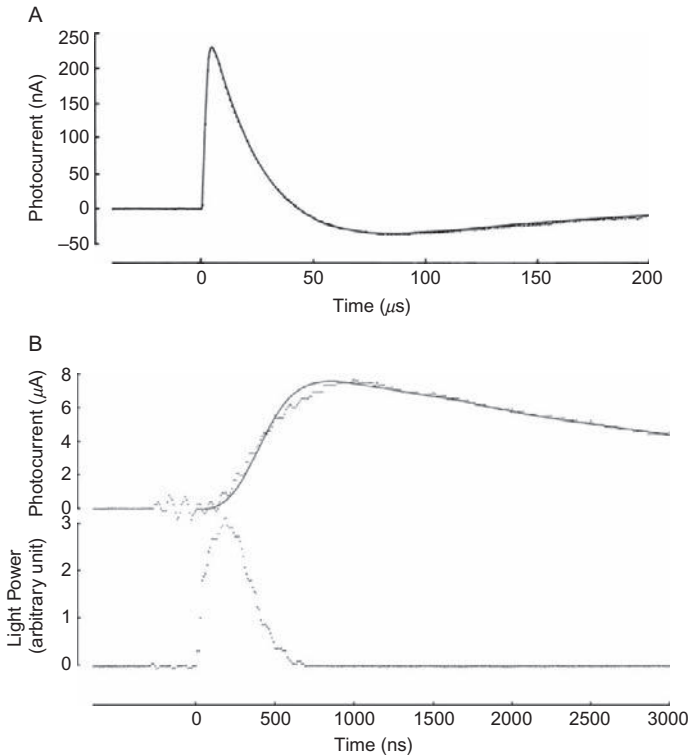 A
Photocurrent (nA)
250
200
150
100
50
0
–50
0 50 100 150 200
Time (μs)
B
Photocurrent (μA)
8
6
4
2
0
Light Power
(arbitrary unit)
3
2
1
0
0 500 1000 1500 2000 2500 3000
Time (ns)